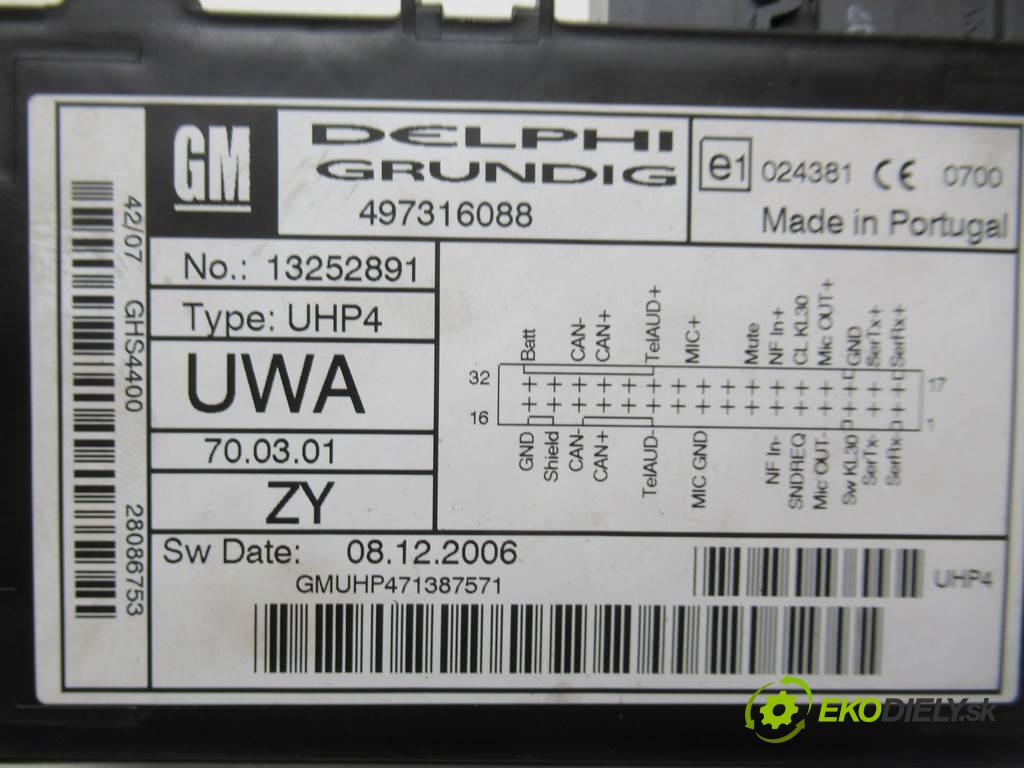 GM
DELPHI
GRUNDIG
497316088
e1 024381 CE 0700
Made in Portugal
No.: 13252891
Type: UHP4
UWA
70.03.01
ZY
Sw Date: 08.12.2006
GMUHP471387571
UHP4
42/07 GHS4400 28086753
Batt
CAN-
CAN+
TelAUD+
MIC+
Mute
NF In+
CL KL30
Mic OUT+
GND
SerTx+
SerRx+
32
17
16
1
GND
Shield
CAN-
CAN+
TelAUD-
MIC GND
NF In-
SNDREQ
Mic OUT-
Sw KL30
SerTx-
SerRx-
EKODIELY.sk